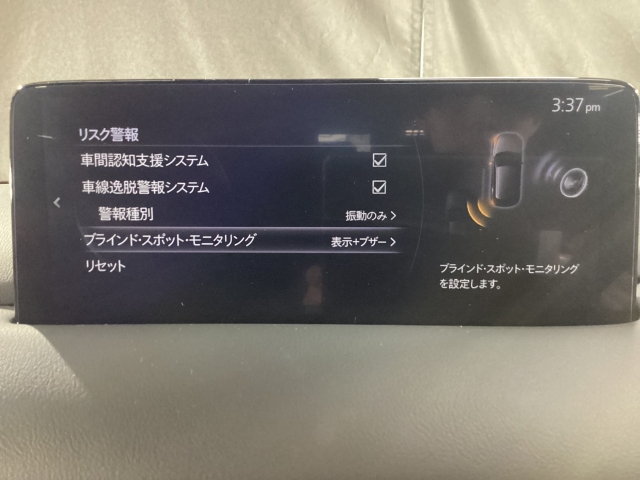 3:37 pm
リスク警報
車間認知支援システム
車線逸脱警報システム
警報種別 振動のみ
ブラインド・スポット・モニタリング 表示+ブザー
リセット
ブラインド・スポット・モニタリング
を設定します。